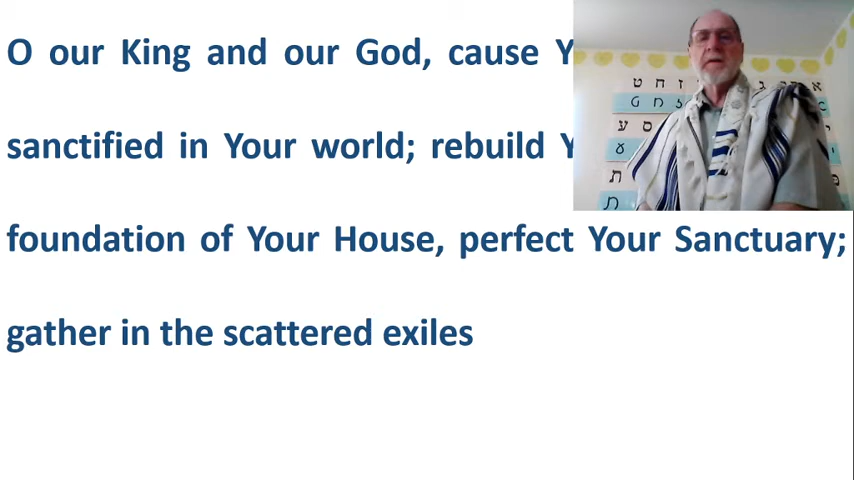 O our King and our God, cause
sanctified in Your world; rebuild
foundation of Your House, perfect Your Sanctuary;
gather in the scattered exiles
ז ח ט
ס ע
ת